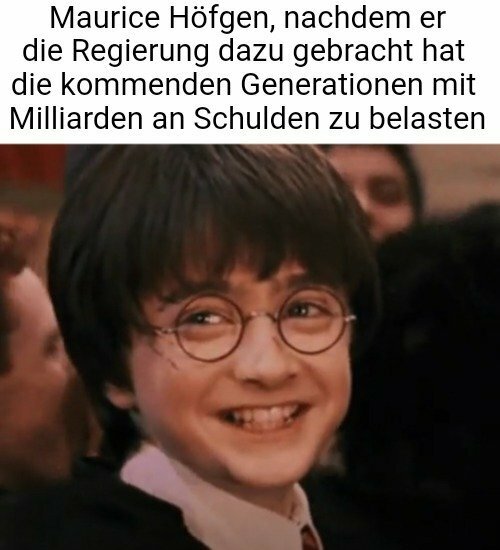 Maurice Höfgen, nachdem er
die Regierung dazu gebracht hat
die kommenden Generationen mit
Milliarden an Schulden zu belasten